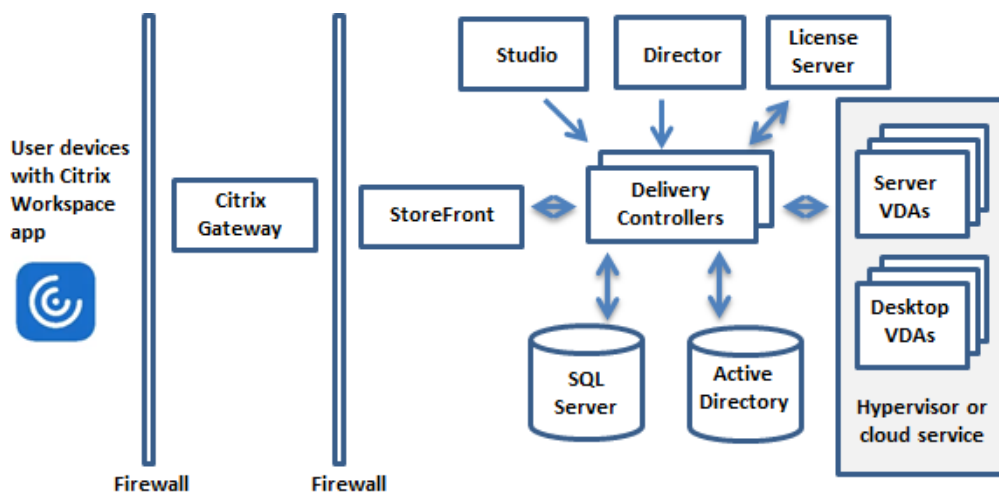 User devices
with Citrix
Workspace
app
Firewall
Citrix
Gateway
Firewall
StoreFront
Studio
Director
License
Server
Delivery
Controllers
SQL
Server
Active
Directory
Server
VDAs
Desktop
VDAs
Hypervisor or
cloud service